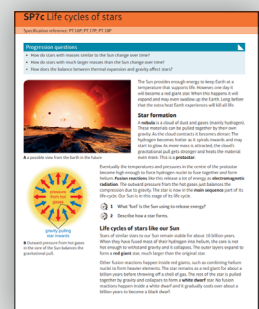 SP7c Life cycles of stars
Specification reference: PT 16P; PT 17P; PT 18P
Progression questions
• How do stars with masses similar to the Sun change over time?
• How do stars with much larger masses than the Sun change over time?
• How does the balance between thermal expansion and gravity affect stars?
The Sun provides enough energy to keep Earth at a
temperature that supports life. However, one day it
will become a red giant star. When this happens it will
expand and may even swallow up the Earth. Long before
that the extra heat Earth experiences will kill all life.
Star formation
A nebula is a cloud of dust and gases (mainly hydrogen).
These materials can be pulled together by their own
gravity. As the cloud contracts it becomes denser. The
hydrogen becomes hotter as it spirals inwards and may
start to glow. As more mass is attracted, the cloud's
gravitational pull gets stronger and heats the material
even more. This is a protostar.
A a possible view from the Earth in the future
Eventually the temperatures and pressures in the centre of the protostar
become high enough to force hydrogen nuclei to fuse together and form
helium. Fusion reactions like this release a lot of energy as electromagnetic
radiation. The outward pressure from the hot gases just balances the
compression due to gravity. The star is now in the main sequence part of its
life cycle. Our Sun is in this stage of its life cycle.
1 What 'fuel' is the Sun using to release energy?
2 Describe how a star forms.
pressure
from hot
gases
gravity pulling
star inwards
B Outward pressure from hot gases
in the core of the Sun balances the
gravitational pull.
Life cycles of stars like our Sun
Stars of similar sizes to our Sun remain stable for about 10 billion years.
When they have fused most of their hydrogen into helium, the core is not
hot enough to withstand gravity and it collapses. The outer layers expand to
form a red giant star, much larger than the original star.
Other fusion reactions happen inside red giants, such as combining helium
nuclei to form heavier elements. The star remains as a red giant for about a
billion years before throwing off a shell of gas. The rest of the star is pulled
together by gravity and collapses to form a white dwarf star. No fusion
reactions happen inside a white dwarf and it gradually cools over about a
billion years to become a black dwarf.